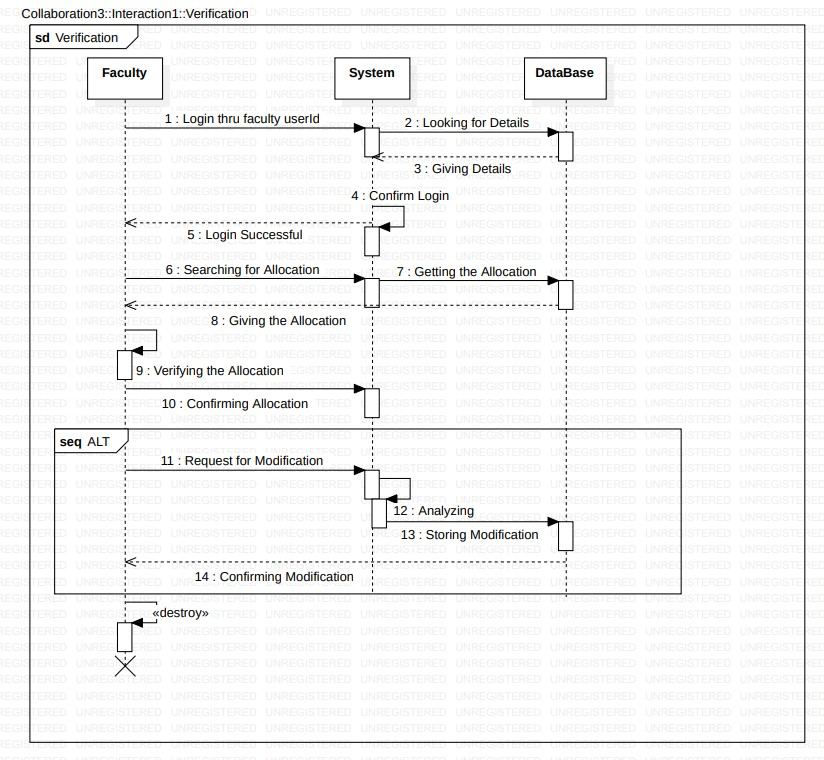 Collaboration3::Interaction1::Verification
sd Verification
Faculty
System
DataBase
1 : Login thru faculty userId
2 : Looking for Details
3 : Giving Details
4 : Confirm Login
5 : Login Successful
6 : Searching for Allocation
7 : Getting the Allocation
8 : Giving the Allocation
9 : Verifying the Allocation
10 : Confirming Allocation
seq ALT
11 : Request for Modification
12 : Analyzing
13 : Storing Modification
14 : Confirming Modification
«destroy»
UNREGISTERED